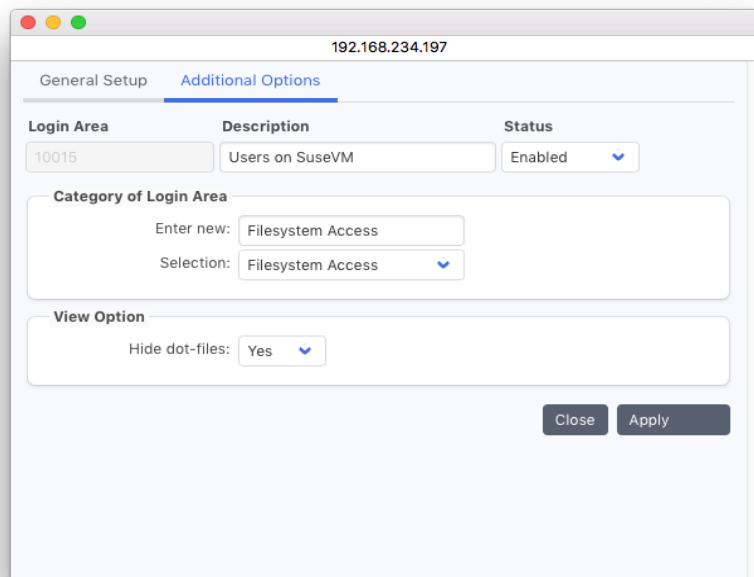 192.168.234.197
General Setup Additional Options
Login Area Description Status
10015 Users on SuseVM Enabled
Category of Login Area
Enter new: Filesystem Access
Selection: Filesystem Access
View Option
Hide dot-files: Yes
Close Apply